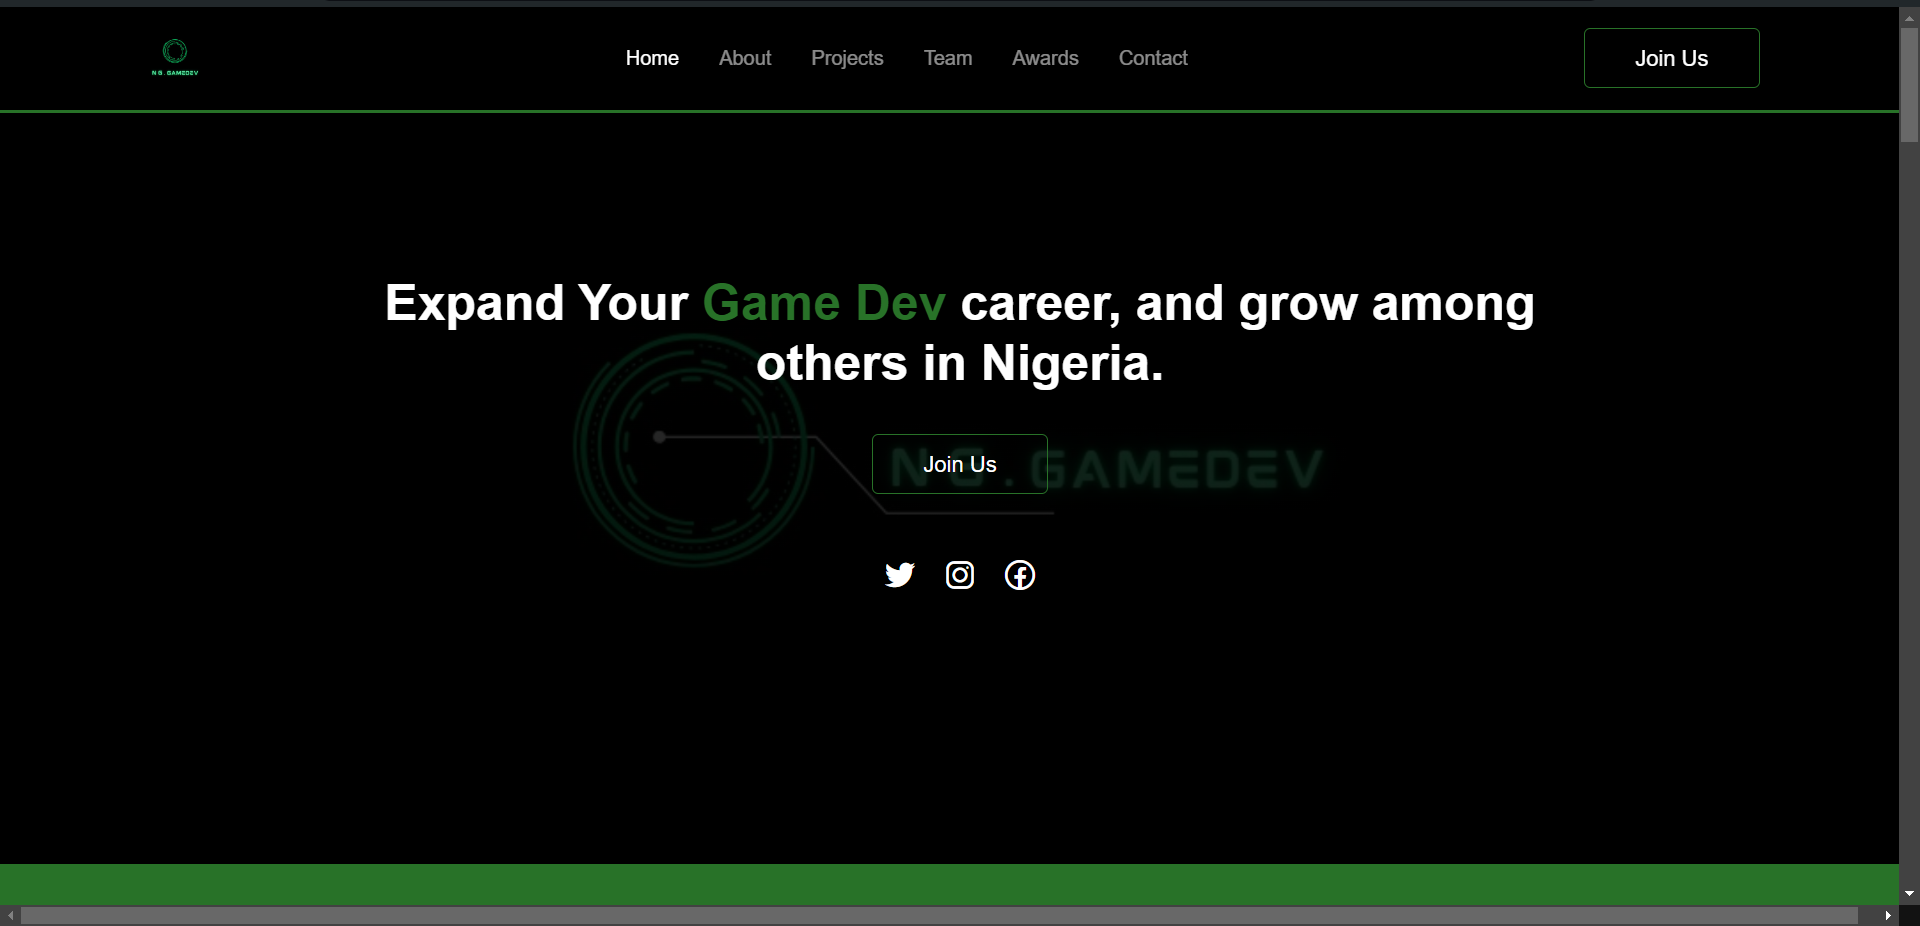 NG.GAMEDEV
Home About Projects Team Awards Contact
Join Us
Expand Your Game Dev career, and grow among
others in Nigeria.
Join Us
NG.GAMEDEV